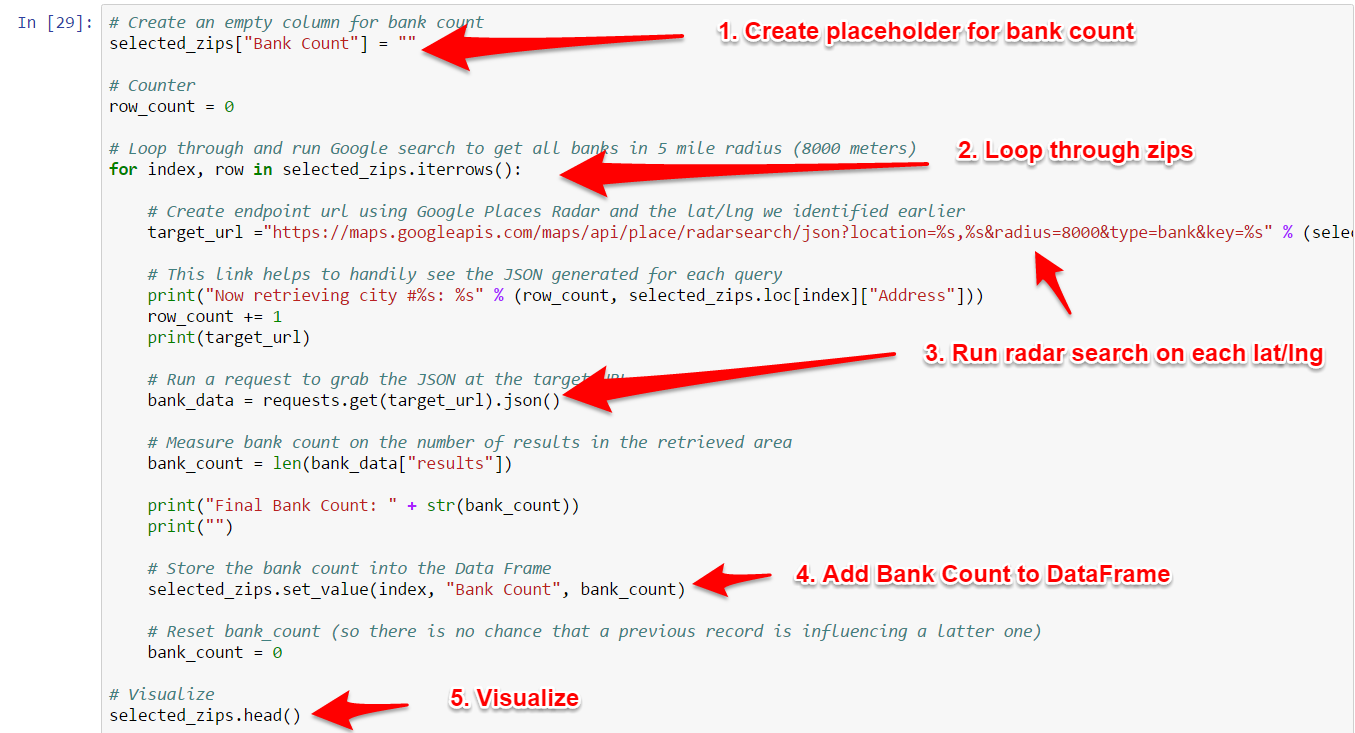 In [29]:
# Create an empty column for bank count
selected_zips["Bank Count"] = ""
1. Create placeholder for bank count
# Counter
row_count = 0
# Loop through and run Google search to get all banks in 5 mile radius (8000 meters)
for index, row in selected_zips.iterrows():
2. Loop through zips
# Create endpoint url using Google Places Radar and the lat/lng we identified earlier
target_url ="https://maps.googleapis.com/maps/api/place/radarsearch/json?location=%s,%s&radius=8000&type=bank&key=%s" % (selec
# This link helps to handily see the JSON generated for each query
print("Now retrieving city #%s: %s" % (row_count, selected_zips.loc[index]["Address"]))
row_count += 1
print(target_url)
3. Run radar search on each lat/lng
# Run a request to grab the JSON at the target URL
bank_data = requests.get(target_url).json()
# Measure bank count on the number of results in the retrieved area
bank_count = len(bank_data["results"])
print("Final Bank Count: " + str(bank_count))
print("")
# Store the bank count into the Data Frame
selected_zips.set_value(index, "Bank Count", bank_count)
4. Add Bank Count to DataFrame
# Reset bank_count (so there is no chance that a previous record is influencing a latter one)
bank_count = 0
# Visualize
selected_zips.head()
5. Visualize